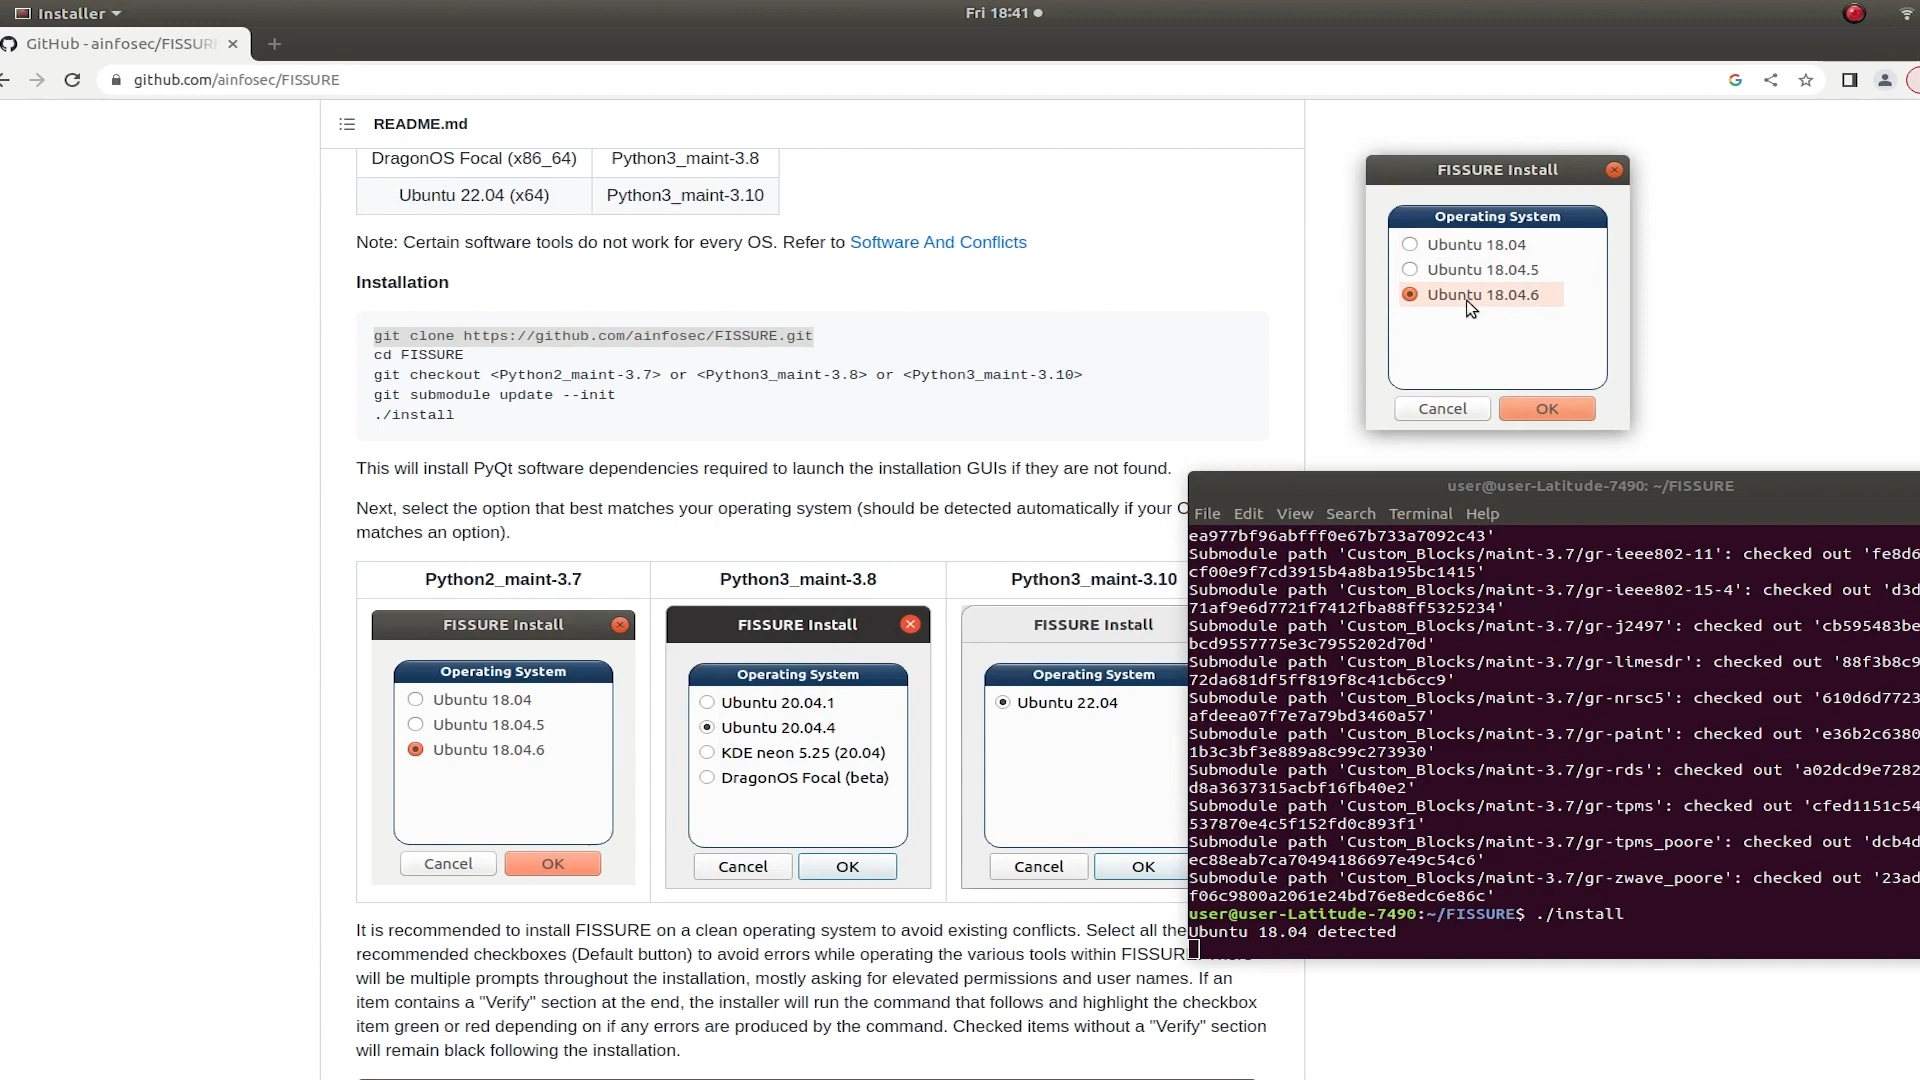 Installer
Fri 18:41
GitHub - ainfosec/FISSUR
github.com/ainfosec/FISSURE
README.md
DragonOS Focal (x86_64) Python3_maint-3.8
Ubuntu 22.04 (x64) Python3_maint-3.10
Note: Certain software tools do not work for every OS. Refer to Software And Conflicts
Installation
git clone https://github.com/ainfosec/FISSURE.git
cd FISSURE
git checkout <Python2_maint-3.7> or <Python3_maint-3.8> or <Python3_maint-3.10>
git submodule update --init
./install
This will install PyQt software dependencies required to launch the installation GUIs if they are not found.
Next, select the option that best matches your operating system (should be detected automatically if your
matches an option).
Python2_maint-3.7 Python3_maint-3.8 Python3_maint-3.10
FISSURE Install
Operating System
Ubuntu 18.04
Ubuntu 18.04.5
Ubuntu 18.04.6
Cancel OK
FISSURE Install
Operating System
Ubuntu 20.04.1
Ubuntu 20.04.4
KDE neon 5.25 (20.04)
DragonOS Focal (beta)
Cancel OK
FISSURE Install
Operating System
Ubuntu 22.04
Cancel OK
It is recommended to install FISSURE on a clean operating system to avoid existing conflicts. Select all the
recommended checkboxes (Default button) to avoid errors while operating the various tools within FISSUR
will be multiple prompts throughout the installation, mostly asking for elevated permissions and user names. If an
item contains a "Verify" section at the end, the installer will run the command that follows and highlight the checkbox
item green or red depending on if any errors are produced by the command. Checked items without a "Verify" section
will remain black following the installation.
FISSURE Install
Operating System
Ubuntu 18.04
Ubuntu 18.04.5
Ubuntu 18.04.6
Cancel OK
user@user-Latitude-7490: ~/FISSURE
File Edit View Search Terminal Help
ea977bf96abfff0e67b733a7092c43'
Submodule path 'Custom_Blocks/maint-3.7/gr-ieee802-11': checked out 'fe8d6
cf00e9f7cd3915b4a8ba195bc1415'
Submodule path 'Custom_Blocks/maint-3.7/gr-ieee802-15-4': checked out 'd3d
71af9e6d7721f7412fba88ff5325234'
Submodule path 'Custom_Blocks/maint-3.7/gr-j2497': checked out 'cb595483be
bcd9557775e3c7955202d70d'
Submodule path 'Custom_Blocks/maint-3.7/gr-limesdr': checked out '88f3b8c9
72da681df5ff819f8c41cb6cc9'
Submodule path 'Custom_Blocks/maint-3.7/gr-nrsc5': checked out '610d6d7723
afdeea07f7e7a79bd3460a57'
Submodule path 'Custom_Blocks/maint-3.7/gr-paint': checked out 'e36b2c6380
1b3c3bf3e889a8c99c273930'
Submodule path 'Custom_Blocks/maint-3.7/gr-rds': checked out 'a02dcd9e7282
d8a3637315acbf16fb40e2'
Submodule path 'Custom_Blocks/maint-3.7/gr-tpms': checked out 'cfed1151c54
537870e4c5f152fd0c893f1'
Submodule path 'Custom_Blocks/maint-3.7/gr-tpms_poore': checked out 'dcb4d
ec88eab7ca70494186697e49c54c6'
Submodule path 'Custom_Blocks/maint-3.7/gr-zwave_poore': checked out '23ad
f06c9800a2061e24bd76e8edc6e86c'
user@user-Latitude-7490:~/FISSURE$ ./install
Ubuntu 18.04 detected